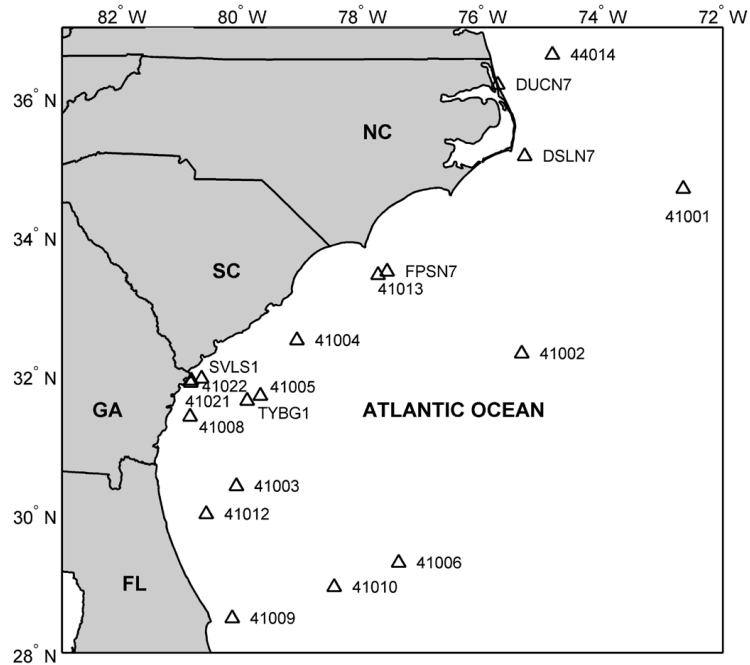 82° W 80° W 78° W 76° W 74° W 72° W
44014
DUCN7
36° N
NC
DSLN7
41001
34° N
SC
FPSN7
41013
41004
41002
SVLS1
32° N
41022
41005
41021
GA
TYBG1
ATLANTIC OCEAN
41008
41003
30° N
41012
41006
FL
41010
41009
28° N